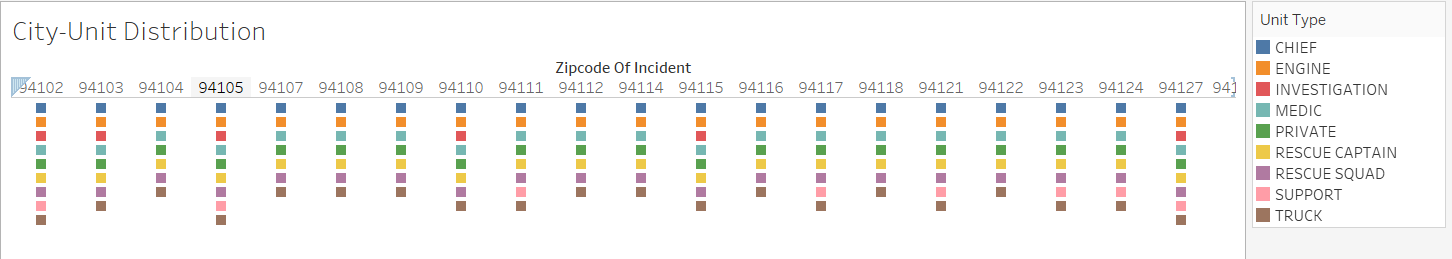 City-Unit Distribution
Zipcode Of Incident
94102 94103 94104 94105 94107 94108 94109 94110 94111 94112 94114 94115 94116 94117 94118 94121 94122 94123 94124 94127 941
Unit Type
CHIEF
ENGINE
INVESTIGATION
MEDIC
PRIVATE
RESCUE CAPTAIN
RESCUE SQUAD
SUPPORT
TRUCK